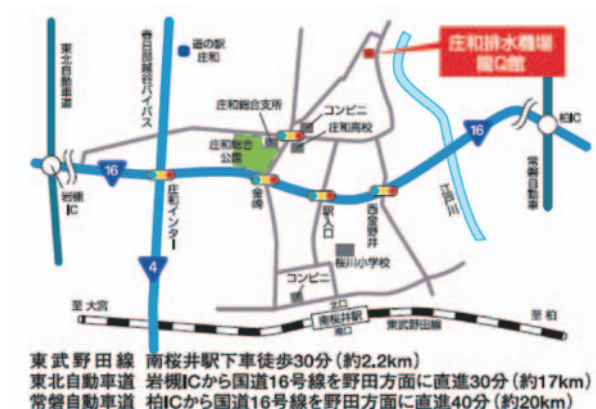 東北自動車道
春日部越谷バイパス
道の駅
庄和
庄和排水機場
龍Q館
庄和総合支所
コンビニ
庄和高校
庄和総合
公園
16
16
柏IC
常磐自動車
岩槻
IC
庄和インター
金崎
駅入口
西金野井
江戸川
4
桜川小学校
コンビニ
至 大宮
北口
南桜井駅
南口
東武野田線
至 柏
東武野田線 南桜井駅下車徒歩30分(約2.2km)
東北自動車道 岩槻ICから国道16号線を野田方面に直進30分(約17km)
常磐自動車道 柏ICから国道16号線を野田方面に直進40分(約20km)